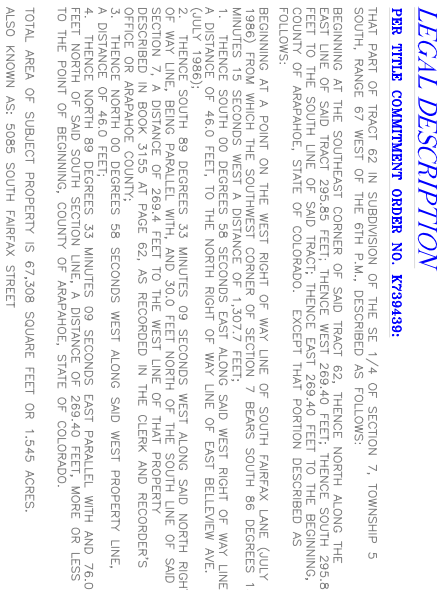 LEGAL DESCRIPTION
PER TITLE COMMITMENT ORDER NO. K739439:
THAT PART OF TRACT 62 IN SUBDIVISION OF THE SE 1/4 OF SECTION 7, TOWNSHIP 5
SOUTH, RANGE 67 WEST OF THE 6TH P.M., DESCRIBED AS FOLLOWS:
BEGINNING AT THE SOUTHEAST CORNER OF SAID TRACT 62, THENCE NORTH ALONG THE
EAST LINE OF SAID TRACT 295.85 FEET; THENCE WEST 269.40 FEET; THENCE SOUTH 295.8
FEET TO THE SOUTH LINE OF SAID TRACT; THENCE EAST 269.40 FEET TO THE BEGINNING,
COUNTY OF ARAPAHOE, STATE OF COLORADO. EXCEPT THAT PORTION DESCRIBED AS
FOLLOWS:
BEGINNING AT A POINT ON THE WEST RIGHT OF WAY LINE OF SOUTH FAIRFAX LANE (JULY
1986) FROM WHICH THE SOUTHWEST CORNER OF SECTION 7 BEARS SOUTH 86 DEGREES 1
MINUTES 15 SECONDS WEST A DISTANCE OF 1,307.7 FEET;
1. THENCE SOUTH 00 DEGREES 58 SECONDS EAST ALONG SAID WEST RIGHT OF WAY LINE
A DISTANCE OF 46.0 FEET, TO THE NORTH RIGHT OF WAY LINE OF EAST BELLEVIEW AVE.
(JULY 1986);
2. THENCE SOUTH 89 DEGREES 33 MINUTES 09 SECONDS WEST ALONG SAID NORTH RIGH
OF WAY LINE, BEING PARALLEL WITH, AND 30.0 FEET NORTH OF THE SOUTH LINE OF SAID
SECTION 7, A DISTANCE OF 269.4 FEET TO THE WEST LINE OF THAT PROPERTY
DESCRIBED IN BOOK 3155 AT PAGE 62, AS RECORDED IN THE CLERK AND RECORDER'S
OFFICE OR ARAPAHOE COUNTY;
3. THENCE NORTH 00 DEGREES 58 SECONDS WEST ALONG SAID WEST PROPERTY LINE,
A DISTANCE OF 46.0 FEET;
4. THENCE NORTH 89 DEGREES 33 MINUTES 09 SECONDS EAST PARALLEL WITH AND 76.0
FEET NORTH OF SAID SOUTH SECTION LINE, A DISTANCE OF 269.40 FEET, MORE OR LESS
TO THE POINT OF BEGINNING, COUNTY OF ARAPAHOE, STATE OF COLORADO.
TOTAL AREA OF SUBJECT PROPERTY IS 67,308 SQUARE FEET OR 1.545 ACRES.
ALSO KNOWN AS: 5085 SOUTH FAIRFAX STREET